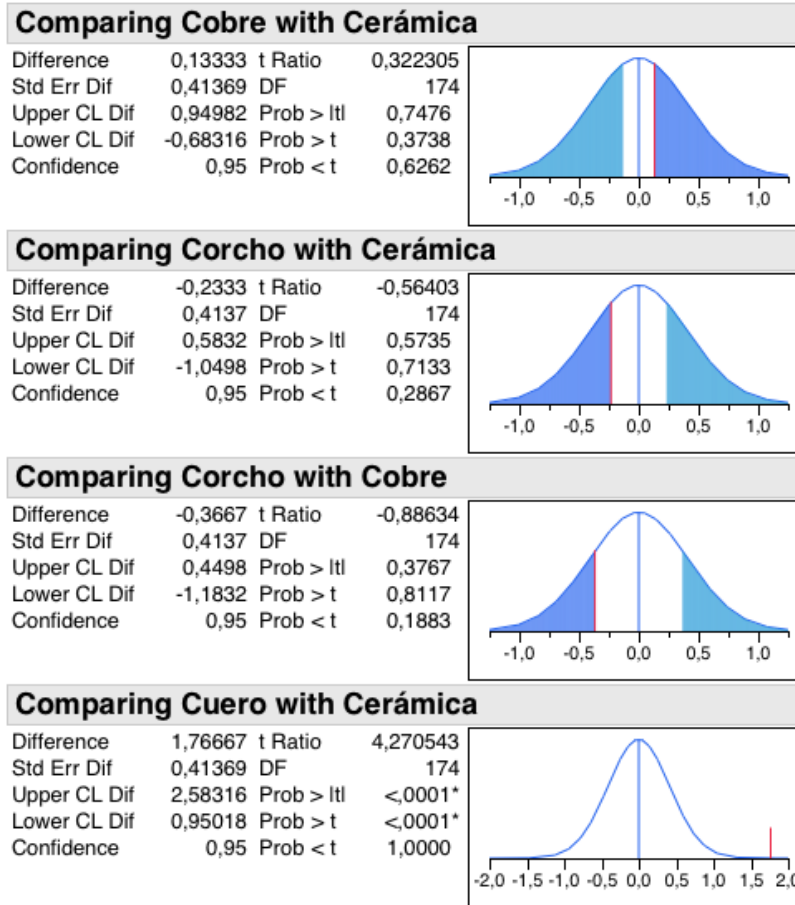 Comparing Cobre with Cerámica
Difference 0,13333 t Ratio 0,322305
Std Err Dif 0,41369 DF 174
Upper CL Dif 0,94982 Prob > |t| 0,7476
Lower CL Dif -0,68316 Prob > t 0,3738
Confidence 0,95 Prob < t 0,6262
-1,0 -0,5 0,0 0,5 1,0
Comparing Corcho with Cerámica
Difference -0,2333 t Ratio -0,56403
Std Err Dif 0,4137 DF 174
Upper CL Dif 0,5832 Prob > |t| 0,5735
Lower CL Dif -1,0498 Prob > t 0,7133
Confidence 0,95 Prob < t 0,2867
-1,0 -0,5 0,0 0,5 1,0
Comparing Corcho with Cobre
Difference -0,3667 t Ratio -0,88634
Std Err Dif 0,4137 DF 174
Upper CL Dif 0,4498 Prob > |t| 0,3767
Lower CL Dif -1,1832 Prob > t 0,8117
Confidence 0,95 Prob < t 0,1883
-1,0 -0,5 0,0 0,5 1,0
Comparing Cuero with Cerámica
Difference 1,76667 t Ratio 4,270543
Std Err Dif 0,41369 DF 174
Upper CL Dif 2,58316 Prob > |t| <,0001*
Lower CL Dif 0,95018 Prob > t <,0001*
Confidence 0,95 Prob < t 1,0000
-2,0 -1,5 -1,0 -0,5 0,0 0,5 1,0 1,5 2,0